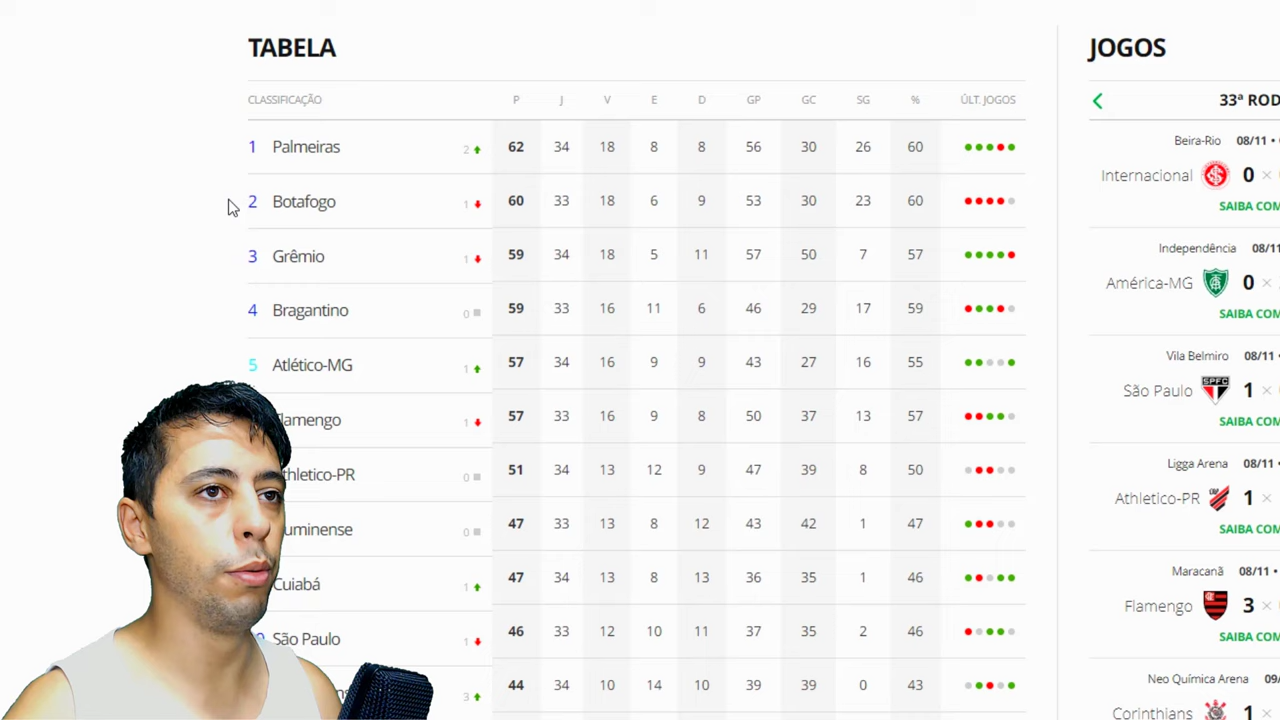 TABELA
CLASSIFICAÇÃO P J V E D GP GC SG % ÚLT. JOGOS
1 Palmeiras 2 62 34 18 8 8 56 30 26 60
2 Botafogo 1 60 33 18 6 9 53 30 23 60
3 Grêmio 1 59 34 18 5 11 57 50 7 57
4 Bragantino 0 59 33 16 11 6 46 29 17 59
5 Atlético-MG 1 57 34 16 9 9 43 27 16 55
lamengo 1 57 33 16 9 8 50 37 13 57
thletico-PR 0 51 34 13 12 9 47 39 8 50
uminense 0 47 33 13 8 12 43 42 1 47
Cuiabá 1 47 34 13 8 13 36 35 1 46
São Paulo 1 46 33 12 10 11 37 35 2 46
3 44 34 10 14 10 39 39 0 43
JOGOS
33ª ROD
Beira-Rio 08/11 •
Internacional 0 ×
SAIBA COM
Independência 08/11
América-MG 0 ×
SAIBA COM
Vila Belmiro 08/11 •
São Paulo SPFC 1 ×
SAIBA COM
Ligga Arena 08/11 •
Athletico-PR 1 ×
SAIBA COM
Maracanã 08/11 •
Flamengo 3 ×
SAIBA COM
Neo Química Arena 09/
Corinthians 1 ×